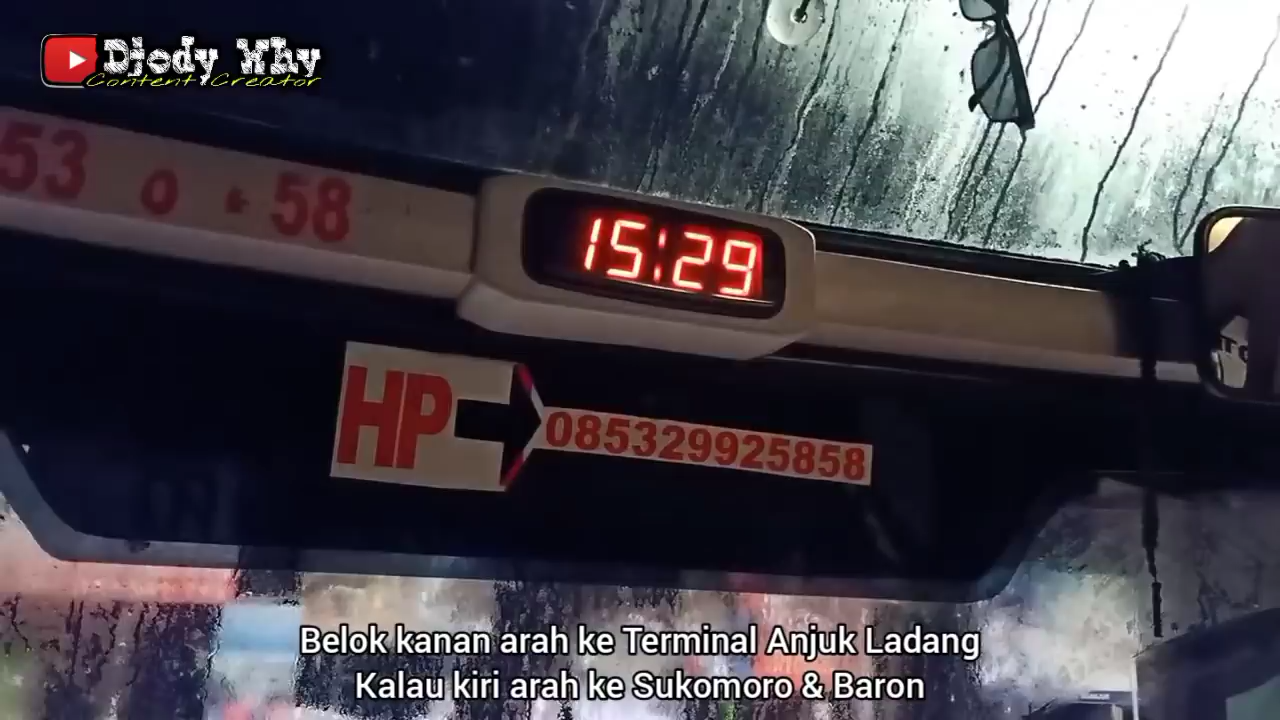 Djody Why
Content Creator
53 0 + 58
15:29
HP
085329925858
Belok kanan arah ke Terminal Anjuk Ladang
Kalau kiri arah ke Sukomoro & Baron